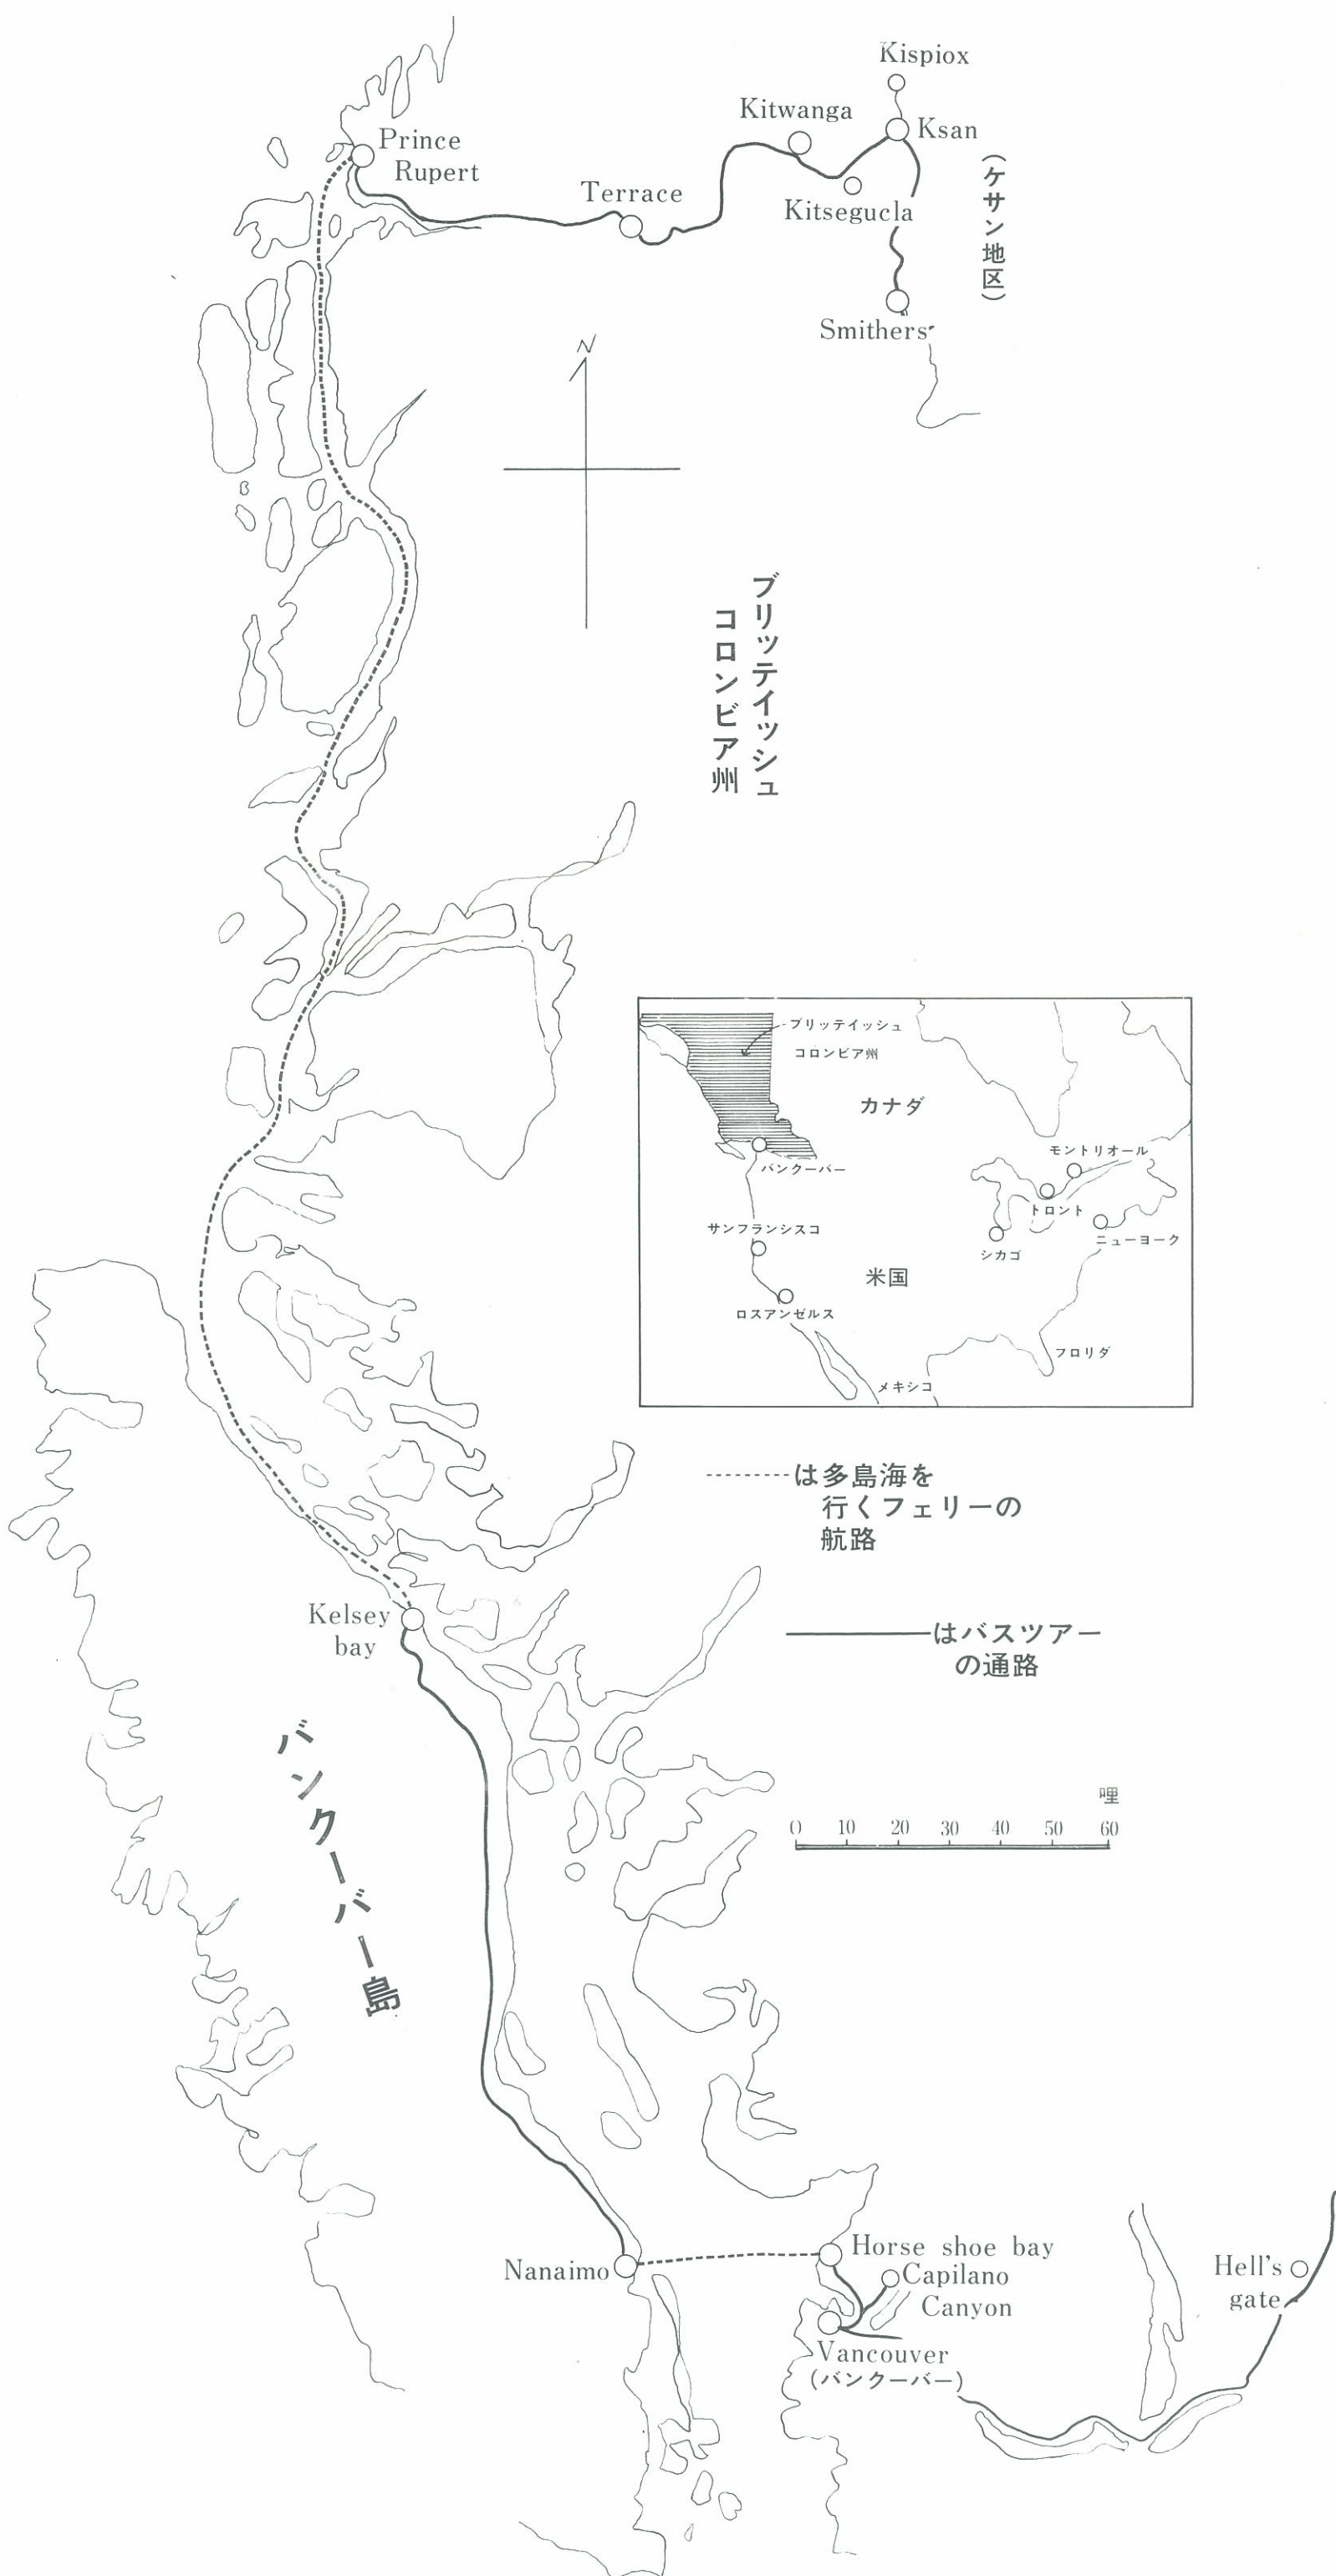 Kispiox
Kitwanga
Ksan
Prince
Rupert
Terrace
Kitsegucla
(ケサン地区)
Smithers
N
ブリッテイッシュ
コロンビア州
ブリッテイッシュ
コロンビア州
カナダ
モントリオール
バンクーバー
トロント
サンフランシスコ
ニューヨーク
シカゴ
米国
ロスアンゼルス
フロリダ
メキシコ
は多島海を
行くフェリーの
航路
Kelsey
bay
はバスツアー
の通路
バンクーバー島
哩
0 10 20 30 40 50 60
Horse shoe bay
Nanaimo
Capilano
Canyon
Hell's
gate
Vancouver
(バンクーバー)